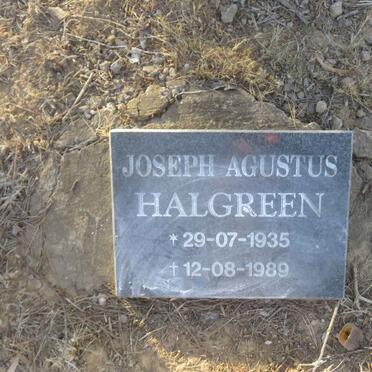 JOSEPH AGUSTUS
HALGREEN
* 29-07-1935
† 12-08-1989